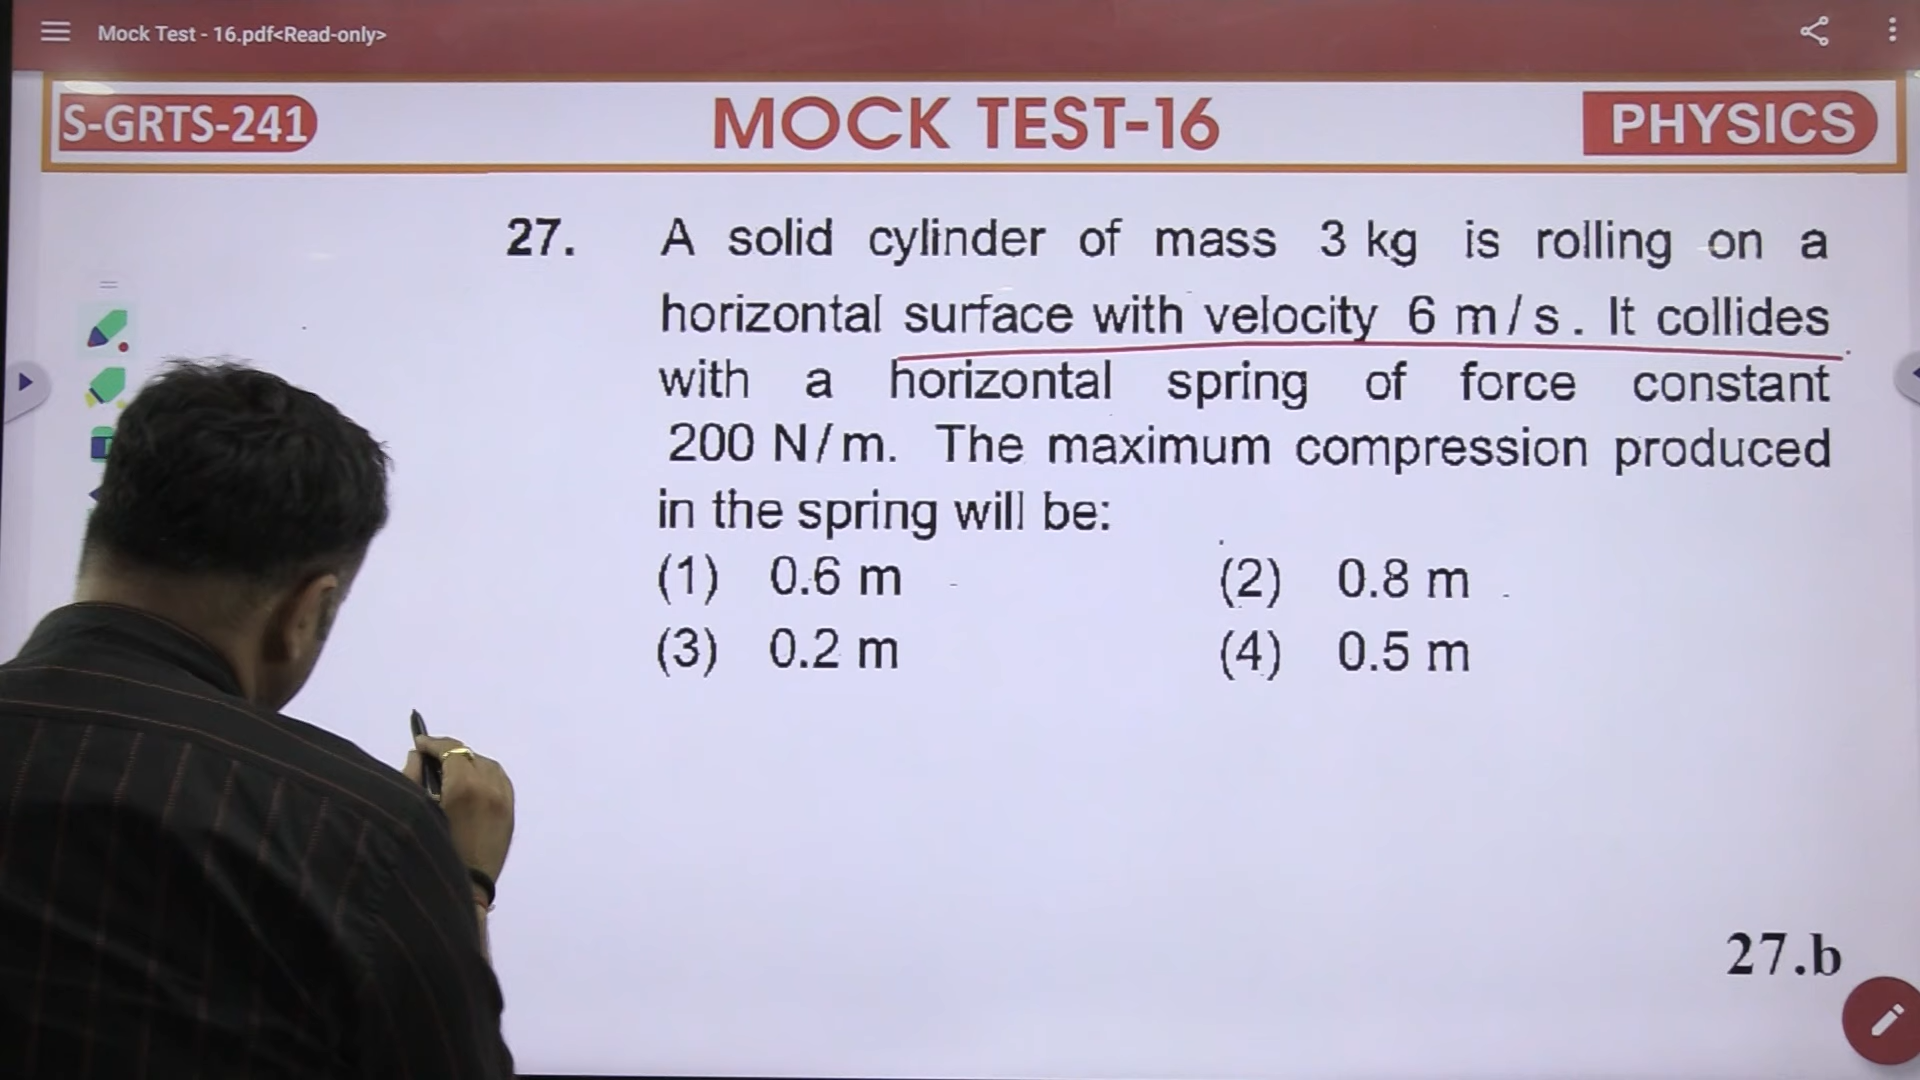 Mock Test - 16.pdf<Read-only>
S-GRTS-241
MOCK TEST-16
PHYSICS
27. A solid cylinder of mass 3 kg is rolling on a
horizontal surface with velocity 6 m/s. It collides
with a horizontal spring of force constant
200 N/m. The maximum compression produced
in the spring will be:
(1) 0.6 m (2) 0.8 m
(3) 0.2 m (4) 0.5 m
27.b